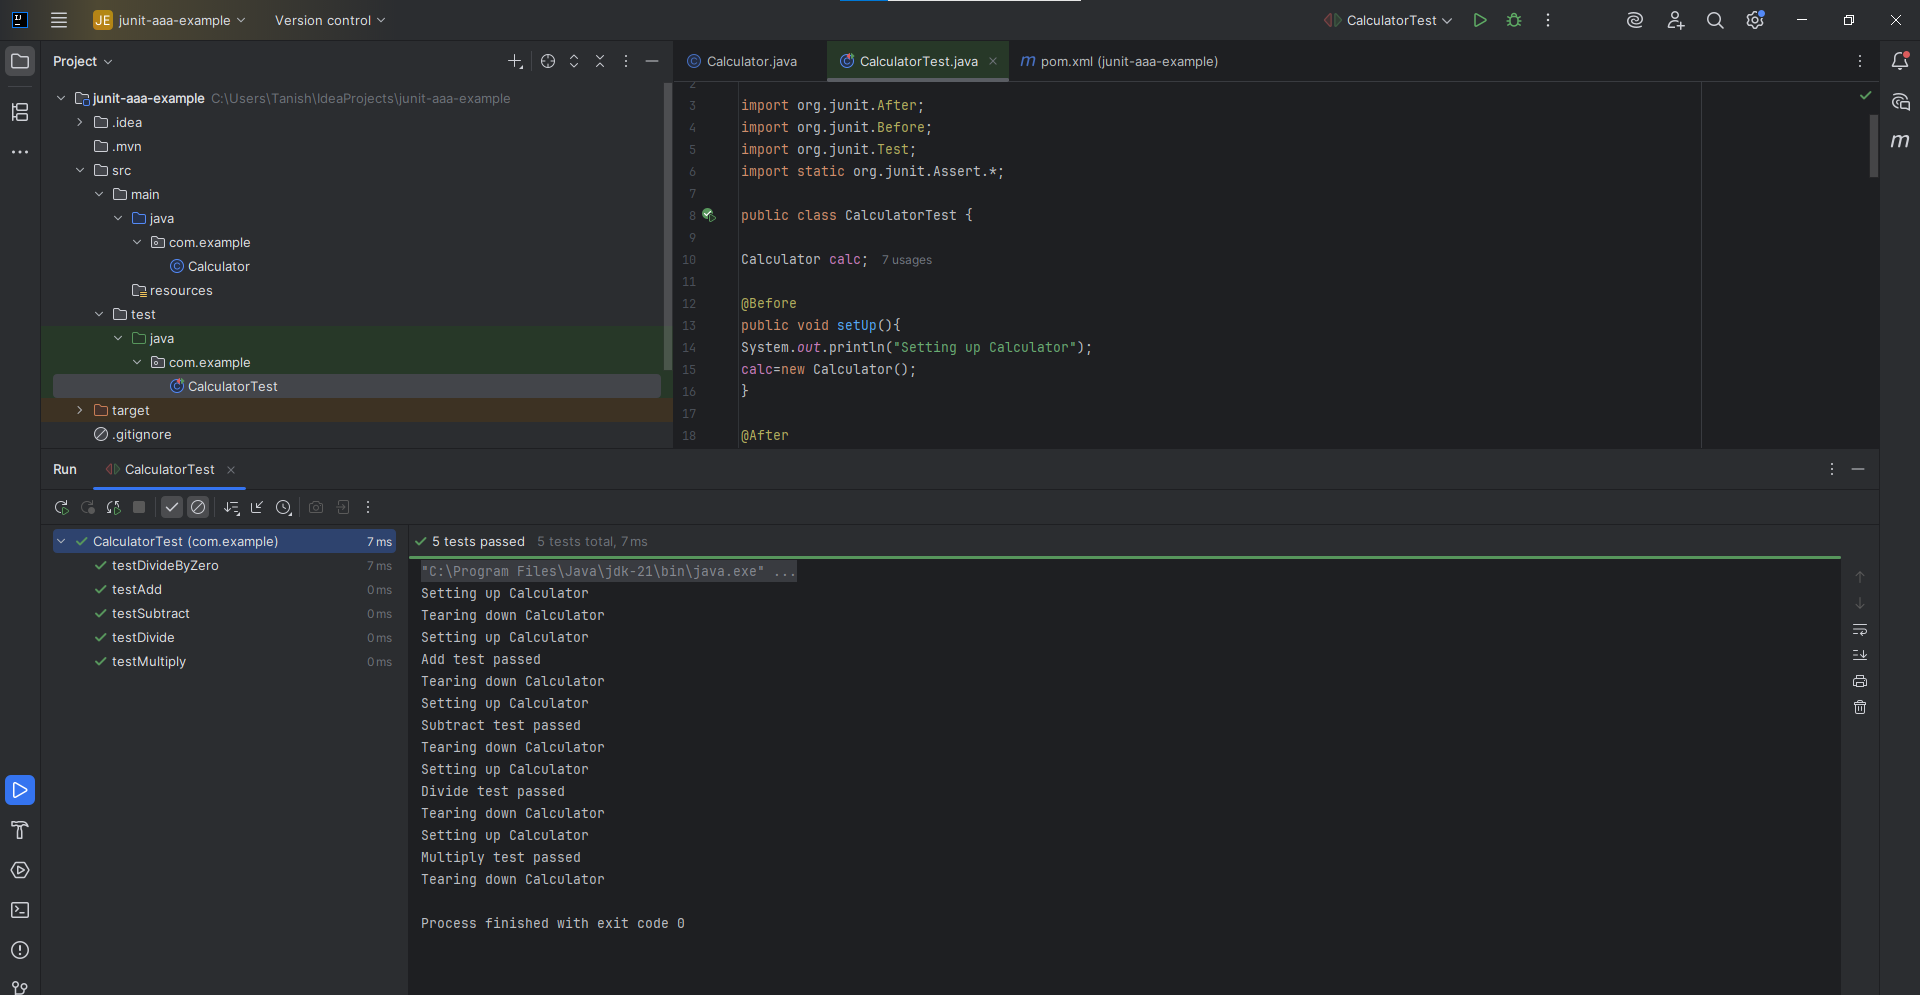 JE junit-aaa-example Version control CalculatorTest
Project
junit-aaa-example C:\Users\Tanish\IdeaProjects\junit-aaa-example
.idea
.mvn
src
main
java
com.example
Calculator
resources
test
java
com.example
CalculatorTest
target
.gitignore
Calculator.java CalculatorTest.java pom.xml (junit-aaa-example)
2
3 import org.junit.After;
4 import org.junit.Before;
5 import org.junit.Test;
6 import static org.junit.Assert.*;
7
8 public class CalculatorTest {
9
10 Calculator calc; 7 usages
11
12 @Before
13 public void setUp(){
14 System.out.println("Setting up Calculator");
15 calc=new Calculator();
16 }
17
18 @After
Run CalculatorTest
CalculatorTest (com.example) 7 ms
testDivideByZero 7 ms
testAdd 0 ms
testSubtract 0 ms
testDivide 0 ms
testMultiply 0 ms
5 tests passed 5 tests total, 7 ms
"C:\Program Files\Java\jdk-21\bin\java.exe" ...
Setting up Calculator
Tearing down Calculator
Setting up Calculator
Add test passed
Tearing down Calculator
Setting up Calculator
Subtract test passed
Tearing down Calculator
Setting up Calculator
Divide test passed
Tearing down Calculator
Setting up Calculator
Multiply test passed
Tearing down Calculator
Process finished with exit code 0